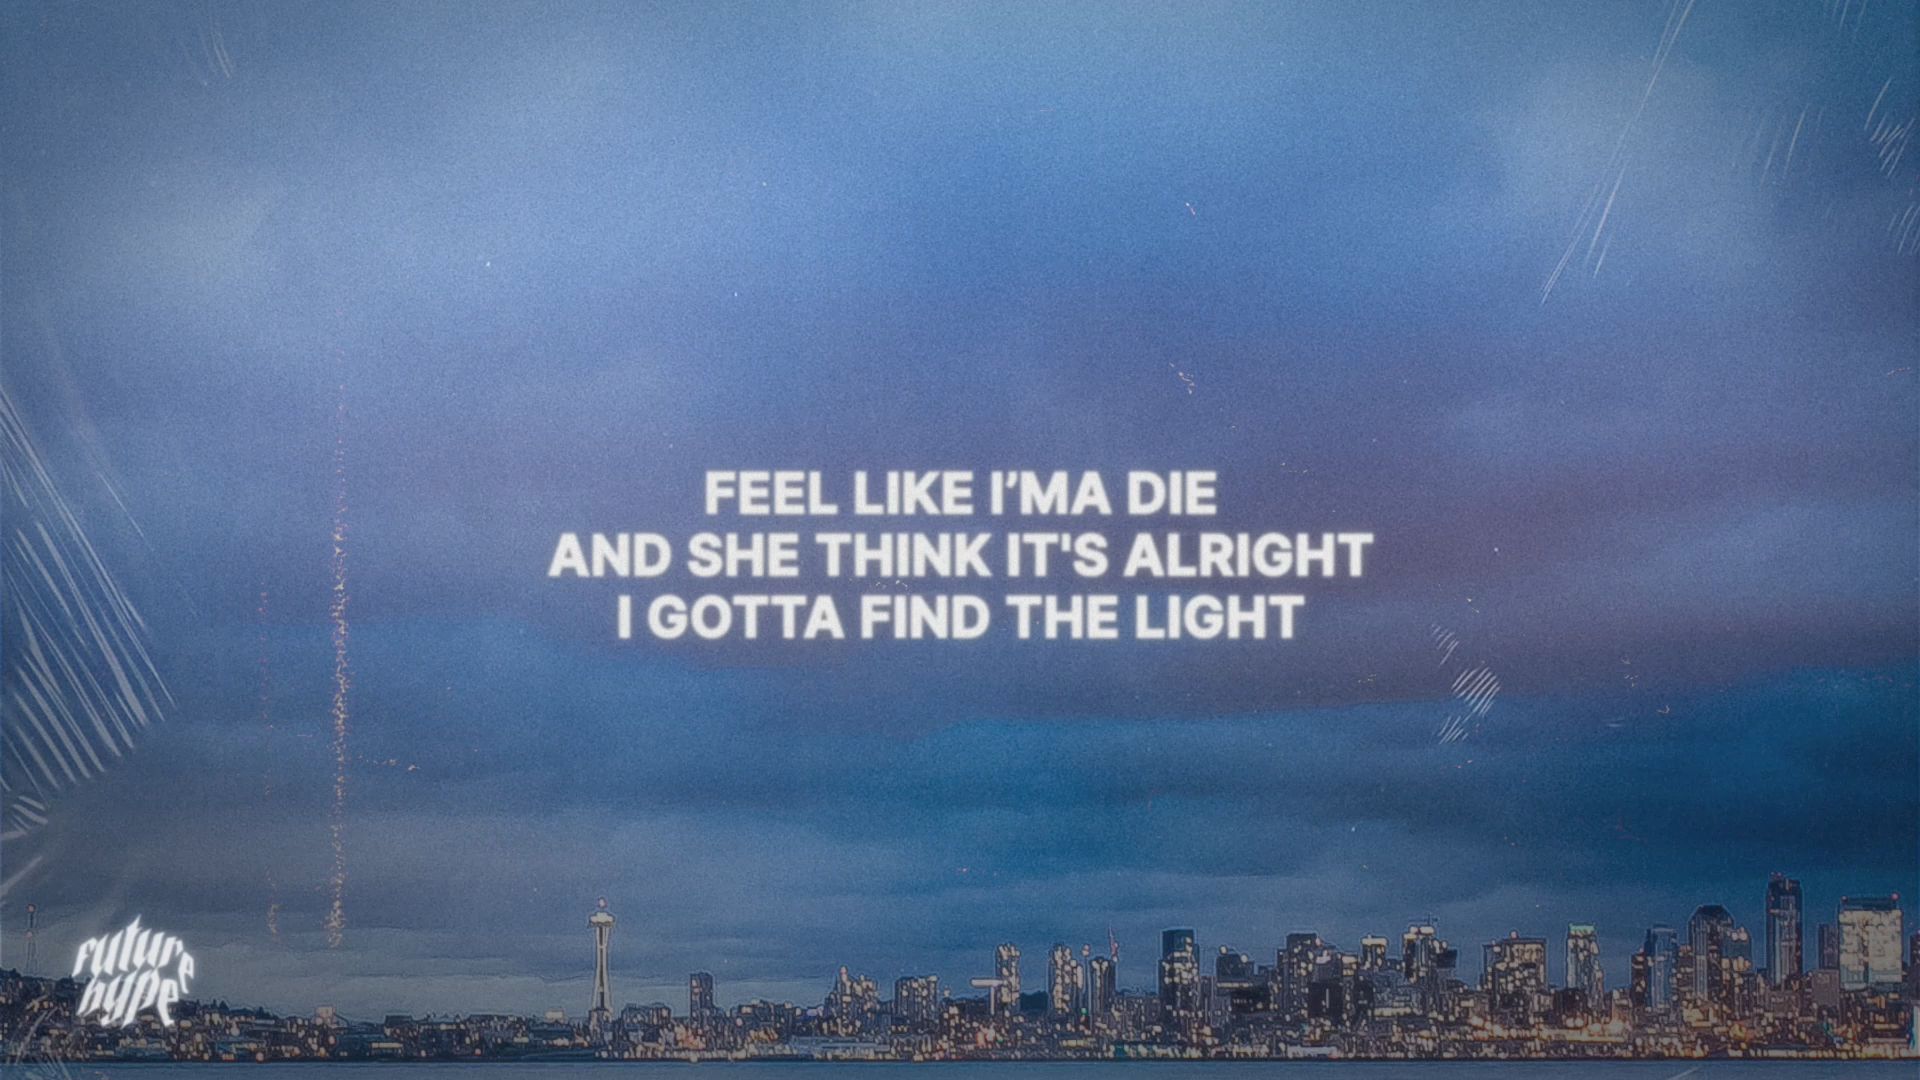 FEEL LIKE I’MA DIE
AND SHE THINK IT'S ALRIGHT
I GOTTA FIND THE LIGHT
future
hype